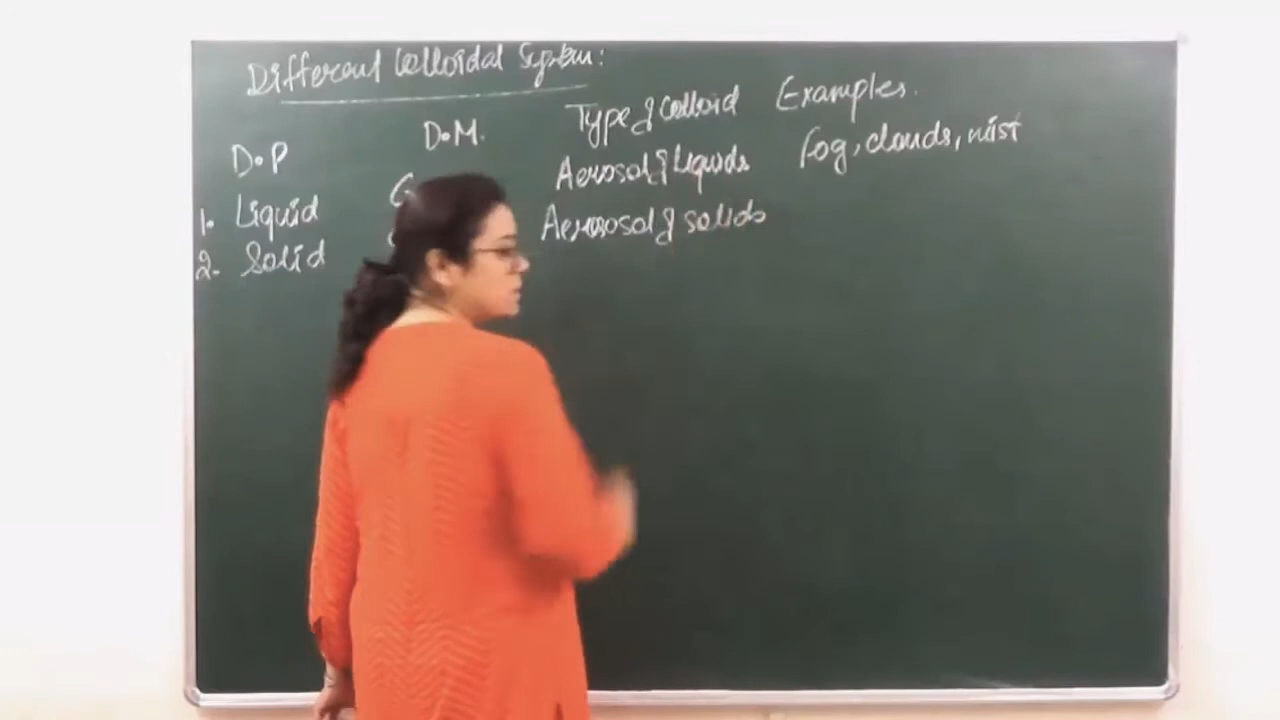 Different Colloidal System:
D.P D.M. Type of Colloid Examples.
1. Liquid G Aerosol of Liquids fog, clouds, mist
2. Solid Aerososol of solids